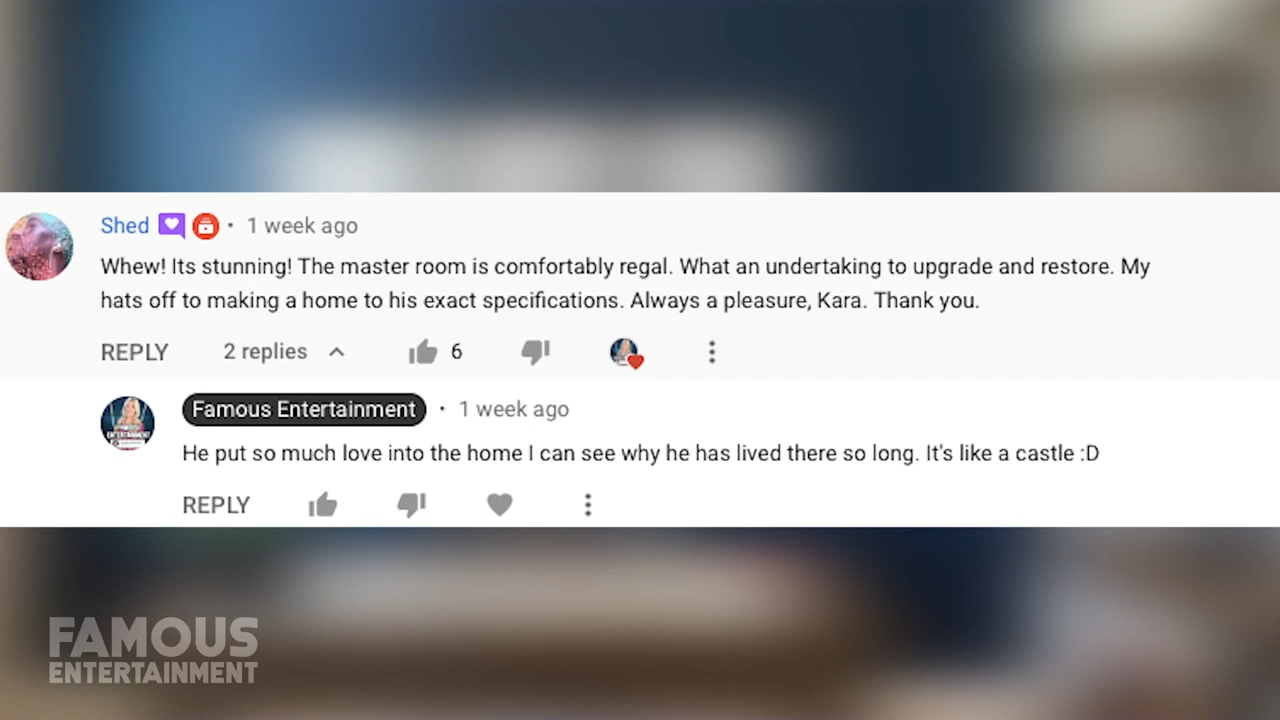 Shed • 1 week ago
Whew! Its stunning! The master room is comfortably regal. What an undertaking to upgrade and restore. My
hats off to making a home to his exact specifications. Always a pleasure, Kara. Thank you.
REPLY 2 replies 6
Famous Entertainment • 1 week ago
He put so much love into the home I can see why he has lived there so long. It's like a castle :D
REPLY
FAMOUS
ENTERTAINMENT